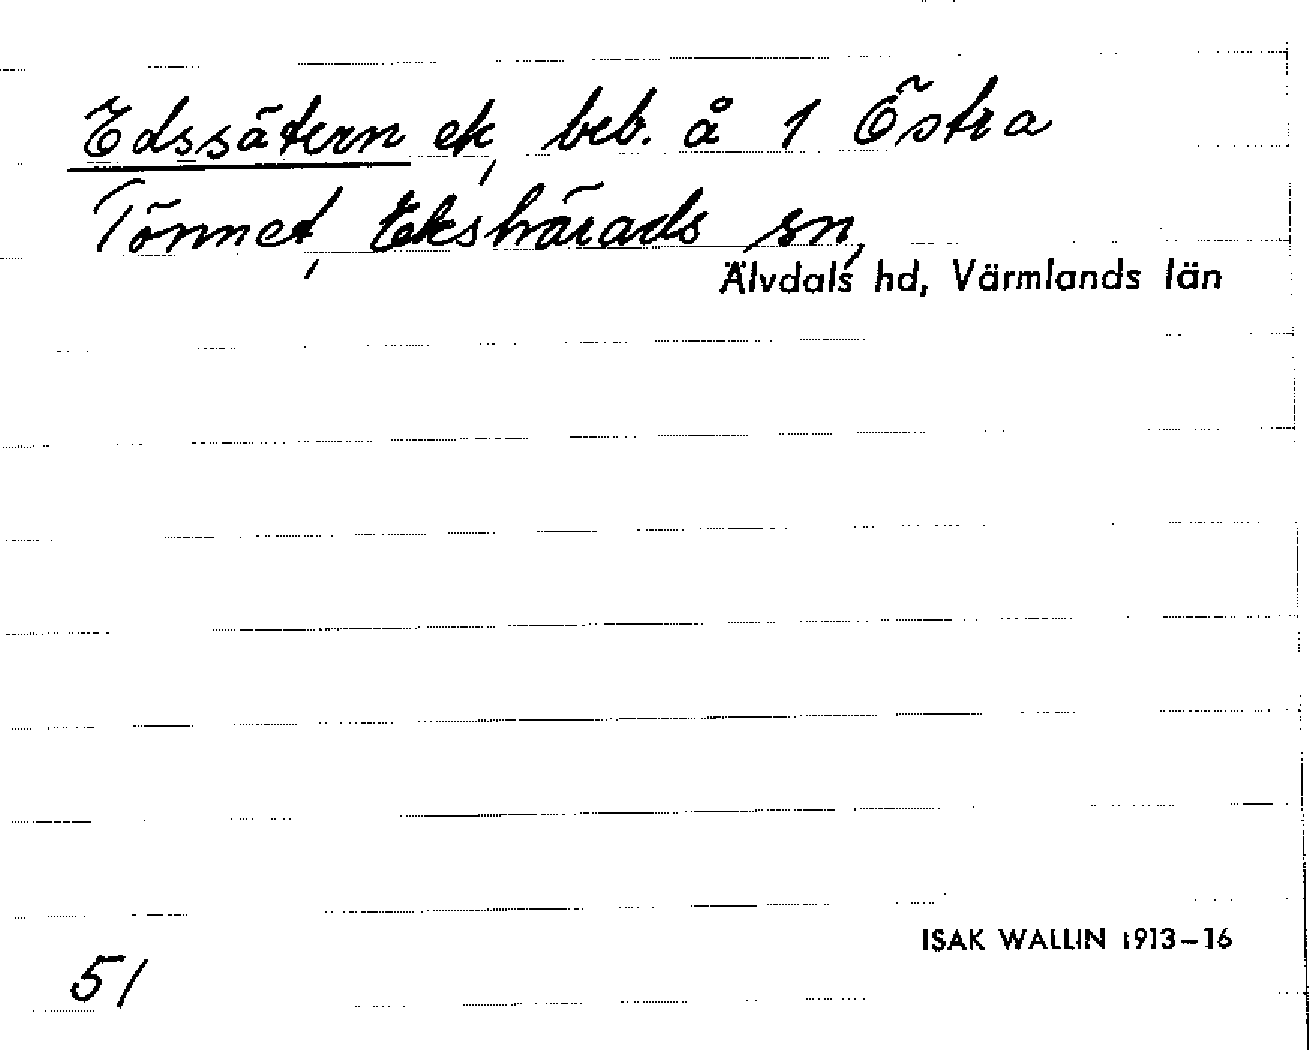 Edssätern ek, beb. å 1 Östra
Tönnet, Ekshärads sn,
Älvdals hd, Värmlands län
ISAK WALLIN 1913–16
51